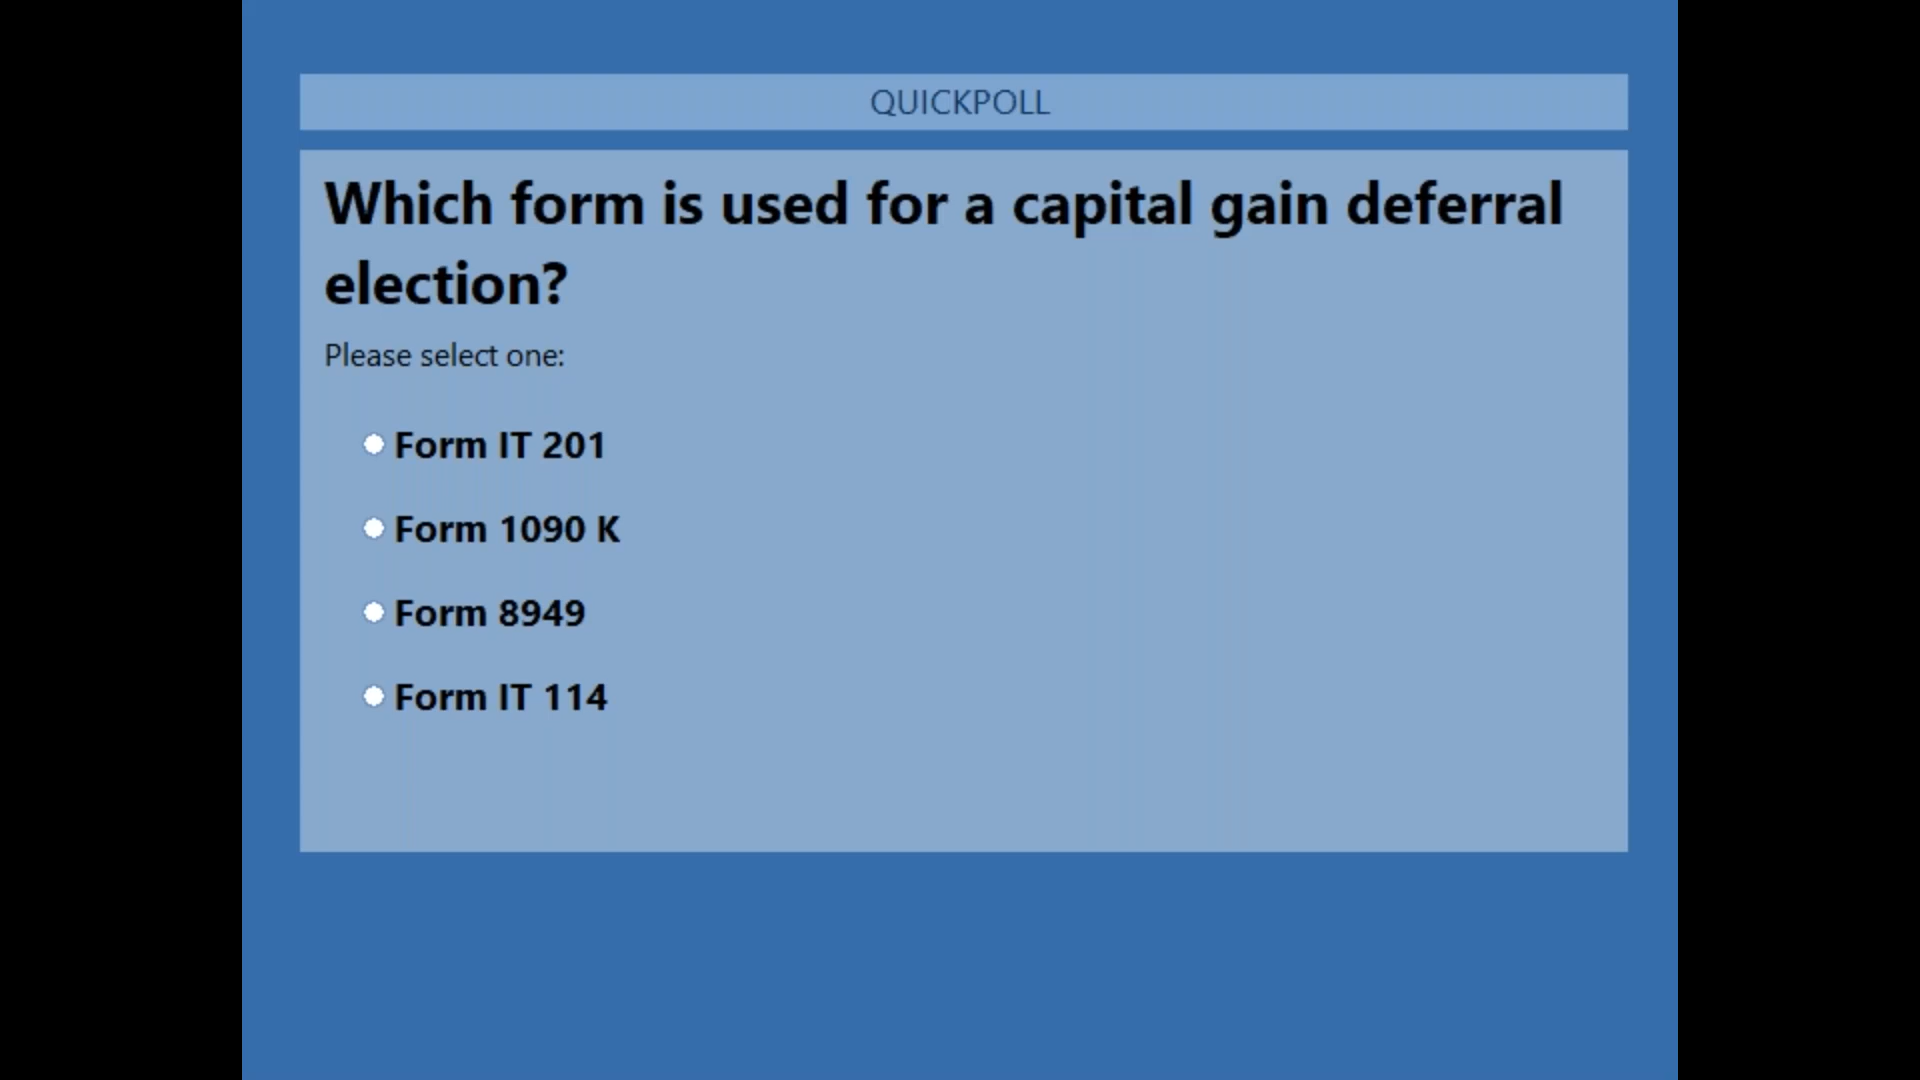 QUICKPOLL
Which form is used for a capital gain deferral
election?
Please select one:
Form IT 201
Form 1090 K
Form 8949
Form IT 114